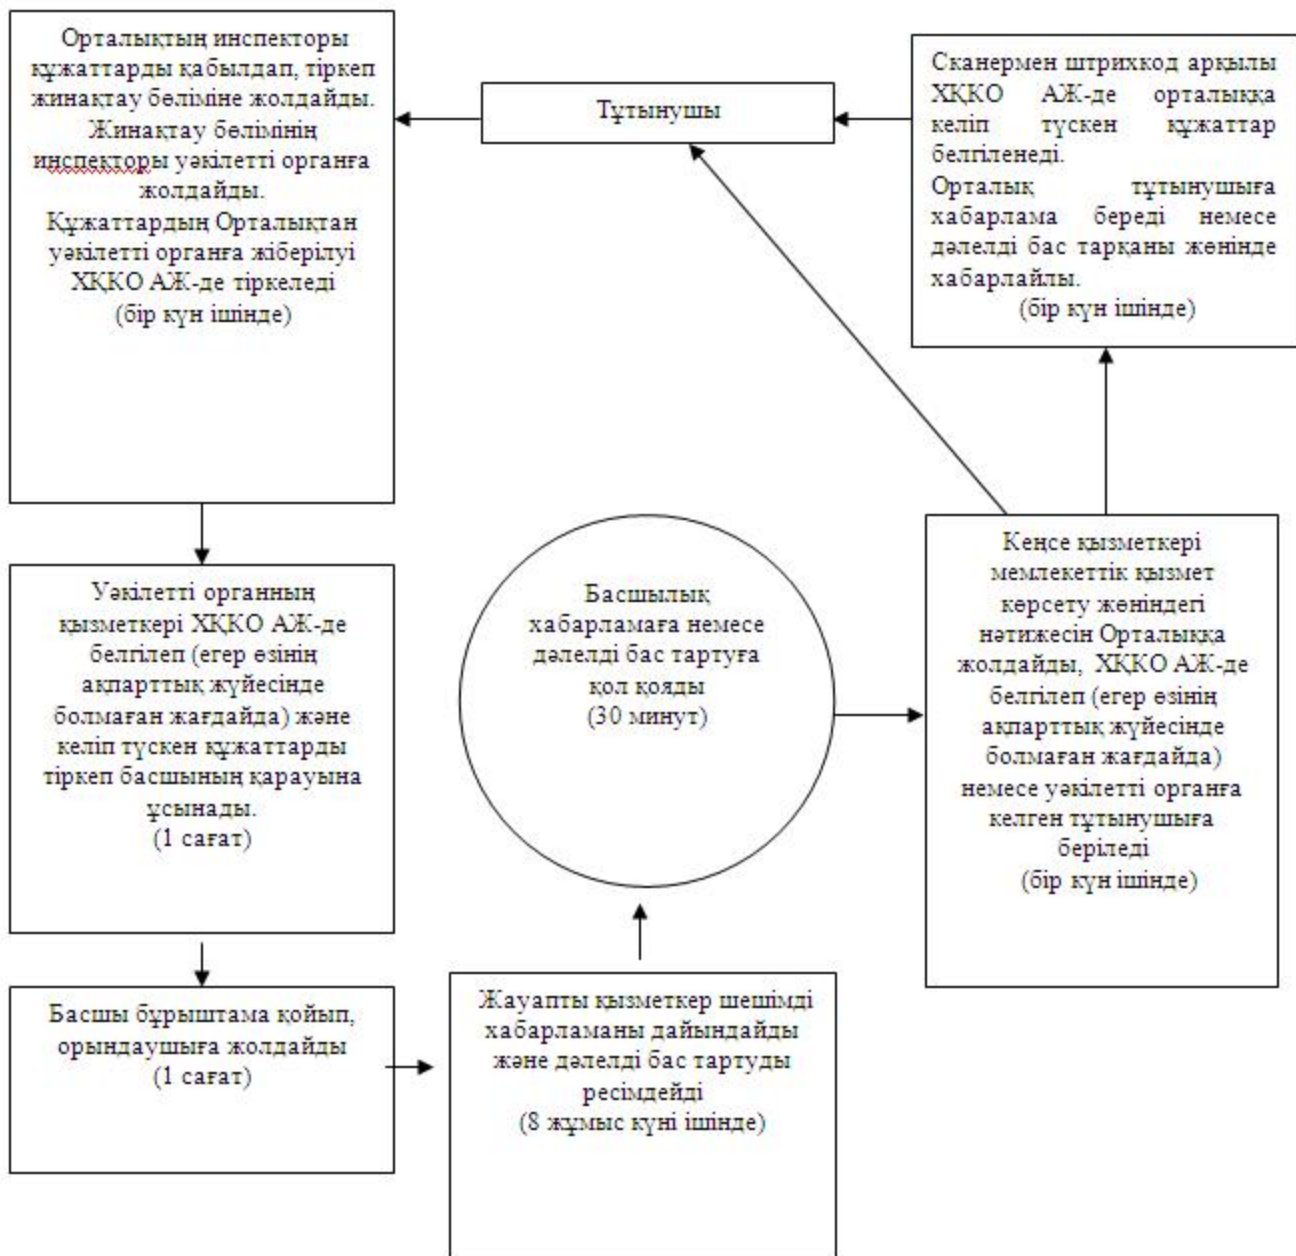 Орталықтың инспекторы
құжаттарды қабылдап, тіркеп
жинақтау бөліміне жолдайды.
Жинақтау бөлімінің
инспекторы уәкілетті органға
жолдайды.
Құжаттардың Орталықтан
уәкілетті органға жіберілуі
ХҚКО АЖ-де тіркеледі
(бір күн ішінде)
Тұтынушы
Сканермен штрихкод арқылы
ХҚКО АЖ-де орталыққа
келіп түскен құжаттар
белгіленеді.
Орталық тұтынушыға
хабарлама береді немесе
дәлелді бас тарқаны жөнінде
хабарлайлы.
(бір күн ішінде)
Уәкілетті органның
қызметкері ХҚКО АЖ-де
белгілеп (егер өзінің
ақпарттық жүйесінде
болмаған жағдайда) және
келіп түскен құжаттарды
тіркеп басшының қарауына
ұсынады.
(1 сағат)
Басшылық
хабарламаға немесе
дәлелді бас тартуға
қол қояды
(30 минут)
Кеңсе қызметкері
мемлекеттік қызмет
көрсету жөніндегі
нәтижесін Орталыққа
жолдайды, ХҚКО АЖ-де
белгілеп (егер өзінің
ақпарттық жүйесінде
болмаған жағдайда)
немесе уәкілетті органға
келген тұтынушыға
беріледі
(бір күн ішінде)
Басшы бұрыштама қойып,
орындаушыға жолдайды
(1 сағат)
Жауапты қызметкер шешімді
хабарламаны дайындайды
және дәлелді бас тартуды
ресімдейді
(8 жұмыс күні ішінде)